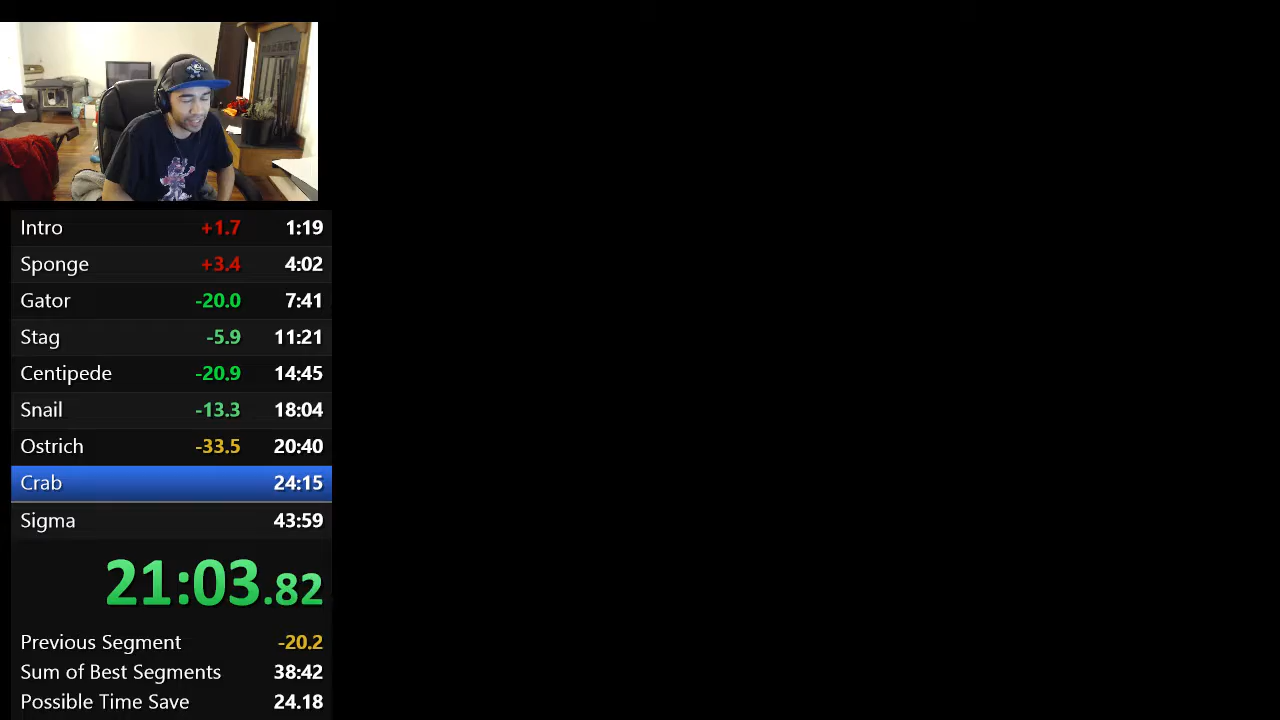 Intro +1.7 1:19
Sponge +3.4 4:02
Gator -20.0 7:41
Stag -5.9 11:21
Centipede -20.9 14:45
Snail -13.3 18:04
Ostrich -33.5 20:40
Crab 24:15
Sigma 43:59
21:03.82
Previous Segment -20.2
Sum of Best Segments 38:42
Possible Time Save 24.18